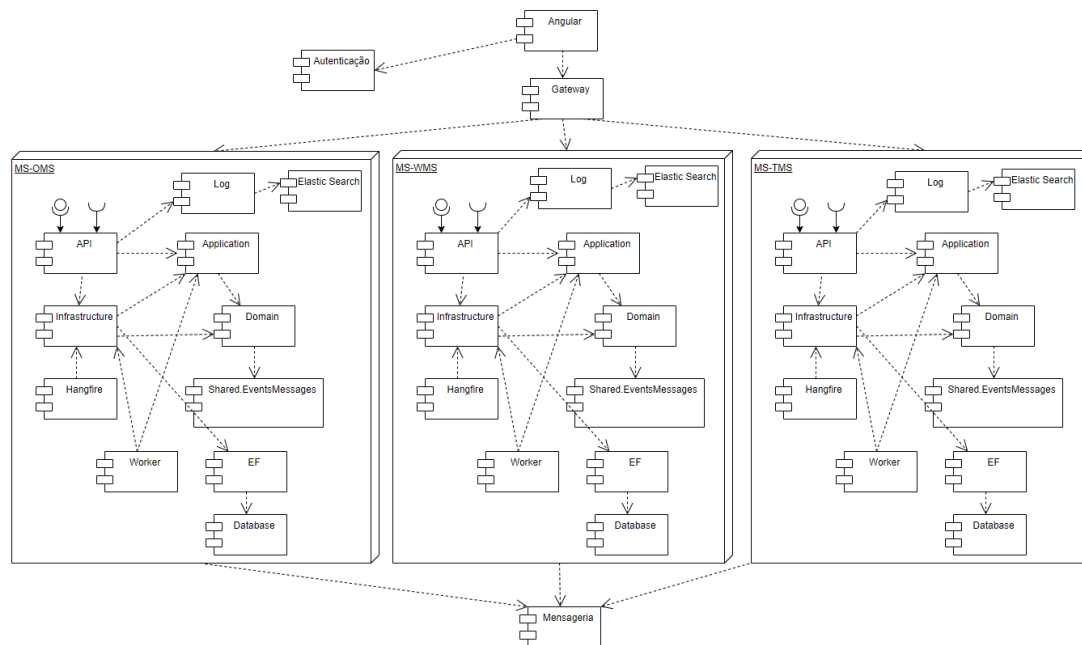 Angular
Autenticação
Gateway
MS-OMS
Log
Elastic Search
API
Application
Infrastructure
Domain
Hangfire
Shared.EventsMessages
Worker
EF
Database
MS-WMS
Log
Elastic Search
API
Application
Infrastructure
Domain
Hangfire
Shared.EventsMessages
Worker
EF
Database
MS-TMS
Log
Elastic Search
API
Application
Infrastructure
Domain
Hangfire
Shared.EventsMessages
Worker
EF
Database
Mensageria